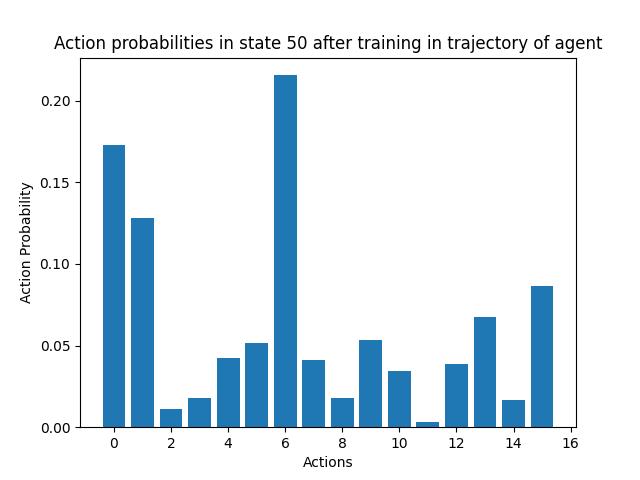 Action probabilities in state 50 after training in trajectory of agent
0.20
0.15
0.10
0.05
0.00
Action Probability
0 2 4 6 8 10 12 14 16
Actions